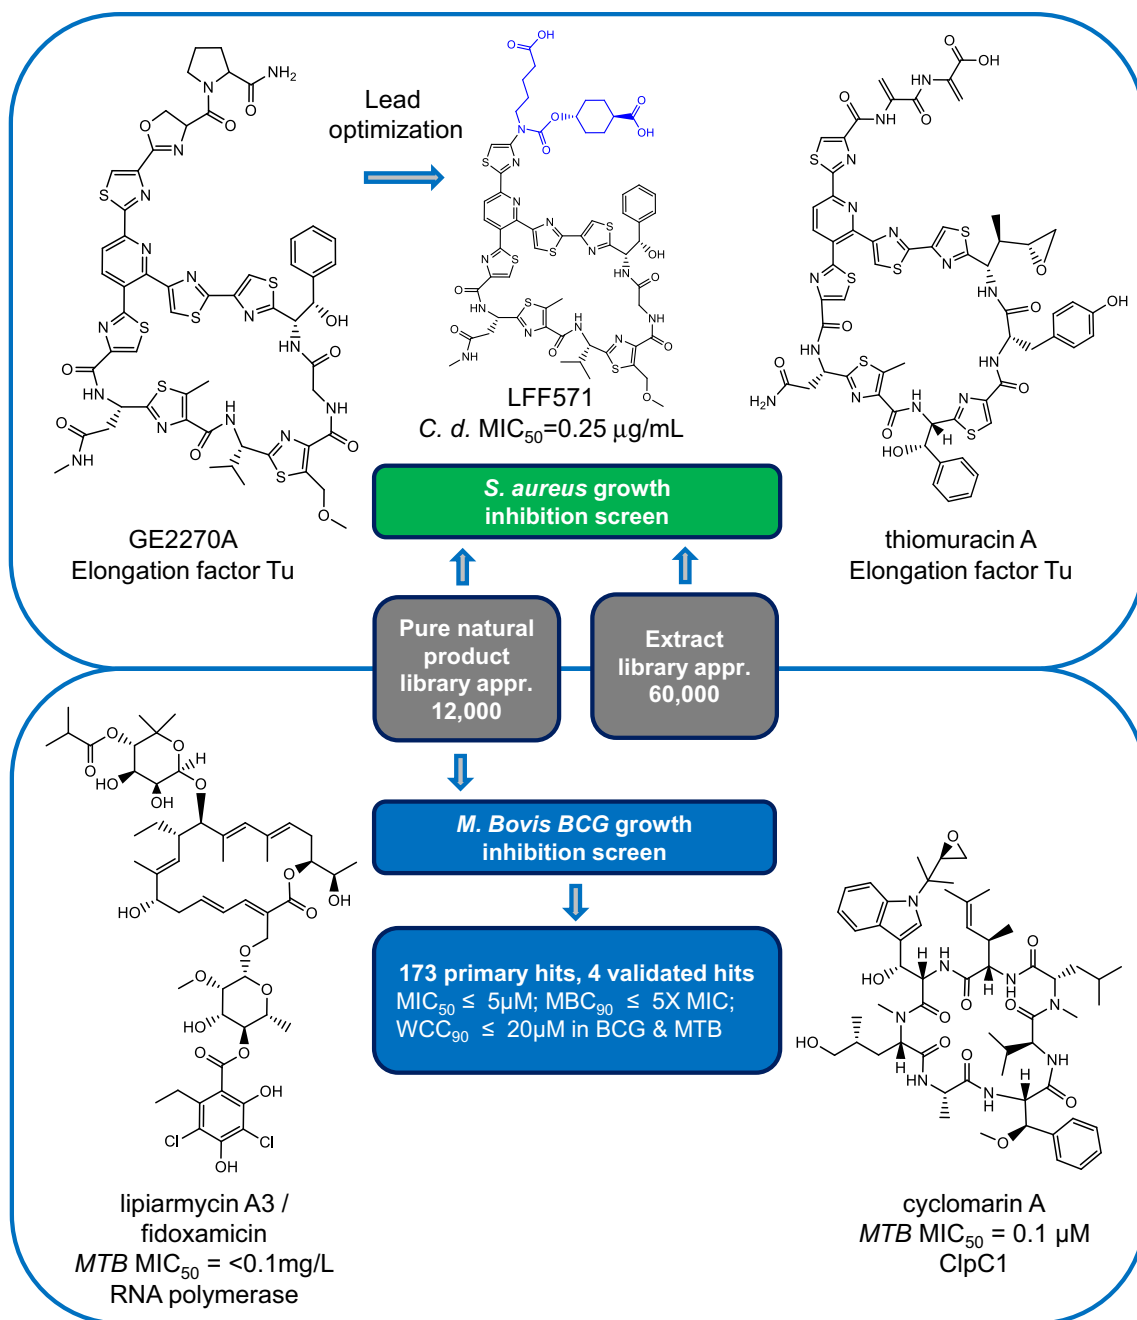 Lead
optimization
GE2270A
Elongation factor Tu
LFF571
C. d. MIC50=0.25 μg/mL
thiomuracin A
Elongation factor Tu
S. aureus growth
inhibition screen
Pure natural
product
library appr.
12,000
Extract
library appr.
60,000
M. Bovis BCG growth
inhibition screen
173 primary hits, 4 validated hits
MIC50 ≤ 5μM; MBC90 ≤ 5X MIC;
WCC90 ≤ 20μM in BCG & MTB
lipiarmycin A3 /
fidoxamicin
MTB MIC50 = <0.1mg/L
RNA polymerase
cyclomarin A
MTB MIC50 = 0.1 μM
ClpC1